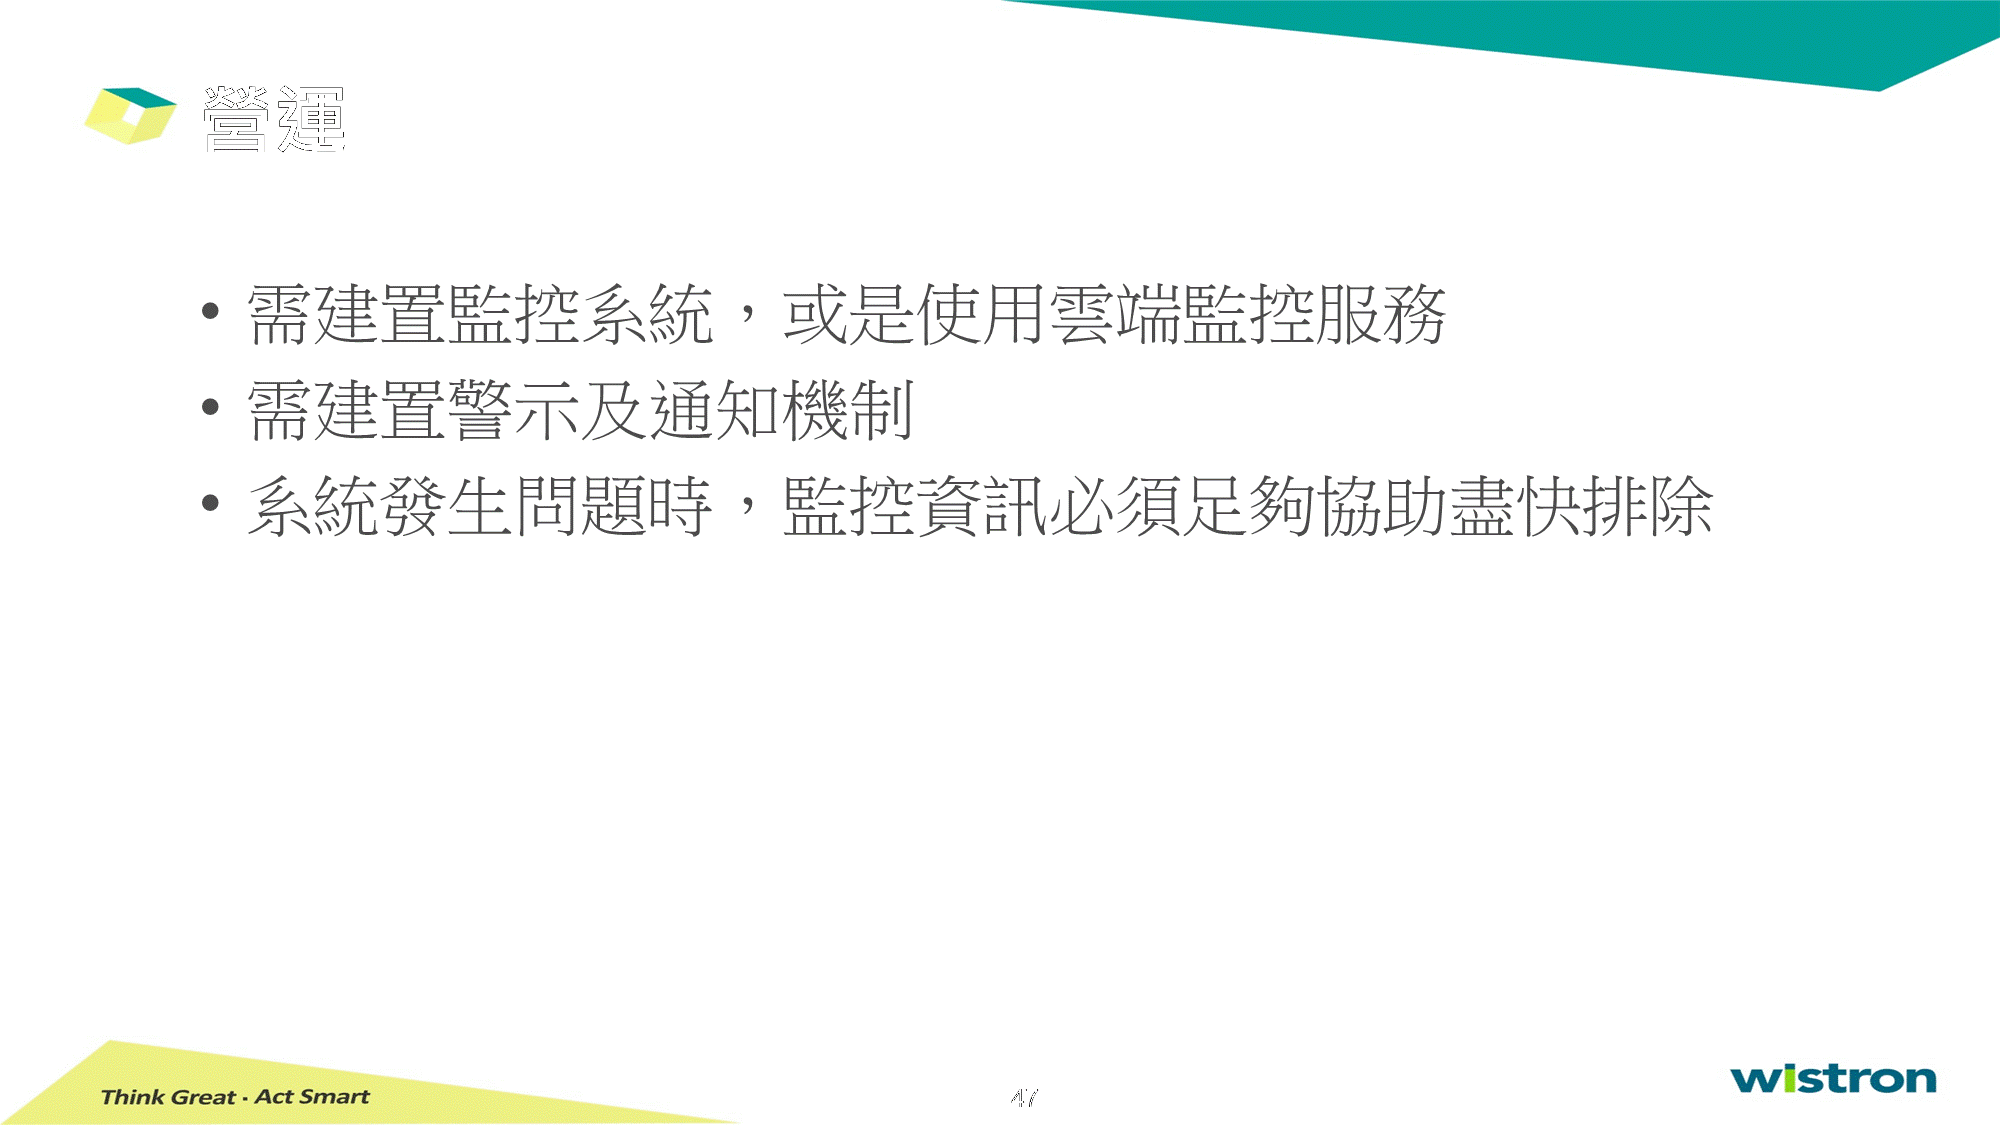 營運
• 需建置監控系統，或是使用雲端監控服務
• 需建置警示及通知機制
• 系統發生問題時，監控資訊必須足夠協助盡快排除
Think Great · Act Smart
47
wistron